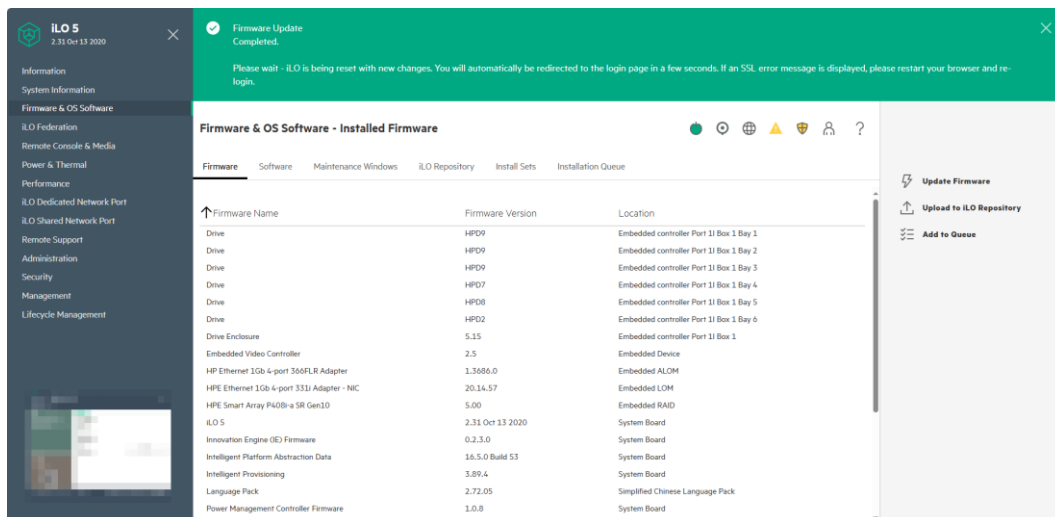 iLO 5
2.31 Oct 13 2020
Information
System Information
Firmware & OS Software
iLO Federation
Remote Console & Media
Power & Thermal
Performance
iLO Dedicated Network Port
iLO Shared Network Port
Remote Support
Administration
Security
Management
Lifecycle Management
Firmware Update
Completed.
Please wait - iLO is being reset with new changes. You will automatically be redirected to the login page in a few seconds. If an SSL error message is displayed, please restart your browser and re-
login.
Firmware & OS Software - Installed Firmware
Firmware Software Maintenance Windows iLO Repository Install Sets Installation Queue
Firmware Name Firmware Version Location
Drive HPD9 Embedded controller Port 1I Box 1 Bay 1
Drive HPD9 Embedded controller Port 1I Box 1 Bay 2
Drive HPD9 Embedded controller Port 1I Box 1 Bay 3
Drive HPD7 Embedded controller Port 1I Box 1 Bay 4
Drive HPD8 Embedded controller Port 1I Box 1 Bay 5
Drive HPD2 Embedded controller Port 1I Box 1 Bay 6
Drive Enclosure 5.15 Embedded controller Port 1I Box 1
Embedded Video Controller 2.5 Embedded Device
HP Ethernet 1Gb 4-port 366FLR Adapter 1.3686.0 Embedded ALOM
HPE Ethernet 1Gb 4-port 331i Adapter - NIC 20.14.57 Embedded LOM
HPE Smart Array P408i-a SR Gen10 5.00 Embedded RAID
iLO 5 2.31 Oct 13 2020 System Board
Innovation Engine (IE) Firmware 0.2.3.0 System Board
Intelligent Platform Abstraction Data 16.5.0 Build 53 System Board
Intelligent Provisioning 3.89.4 System Board
Language Pack 2.72.05 Simplified Chinese Language Pack
Power Management Controller Firmware 1.0.8 System Board
Update Firmware
Upload to iLO Repository
Add to Queue